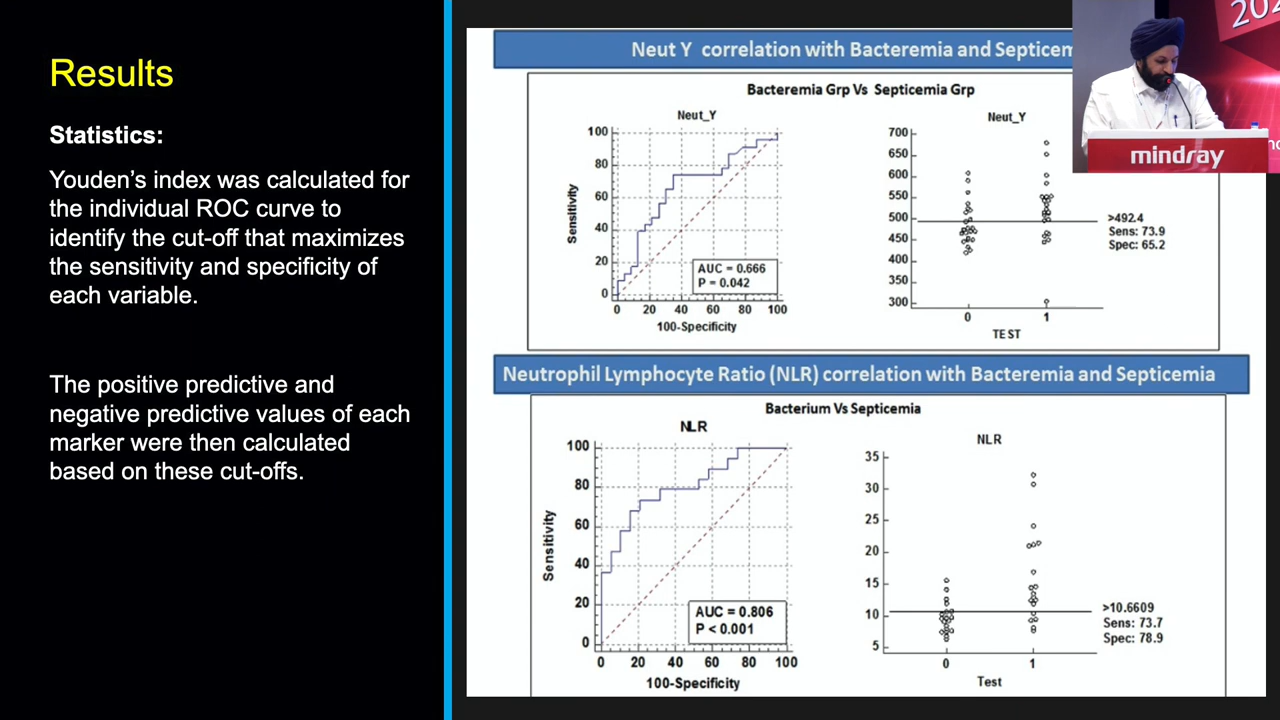 Results
Statistics:
Youden’s index was calculated for
the individual ROC curve to
identify the cut-off that maximizes
the sensitivity and specificity of
each variable.
The positive predictive and
negative predictive values of each
marker were then calculated
based on these cut-offs.
Neut Y correlation with Bacteremia and Septicem
Bacteremia Grp Vs Septicemia Grp
Neut_Y
100
80
60
40
20
0
Sensitivity
AUC = 0.666
P = 0.042
0 20 40 60 80 100
100-Specificity
Neut_Y
700
650
600
550
500
450
400
350
300
>492.4
Sens: 73.9
Spec: 65.2
0 1
TEST
Neutrophil Lymphocyte Ratio (NLR) correlation with Bacteremia and Septicemia
Bacterium Vs Septicemia
NLR
100
80
60
40
20
0
Sensitivity
AUC = 0.806
P < 0.001
0 20 40 60 80 100
100-Specificity
NLR
35
30
25
20
15
10
5
>10.6609
Sens: 73.7
Spec: 78.9
0 1
Test
mindray